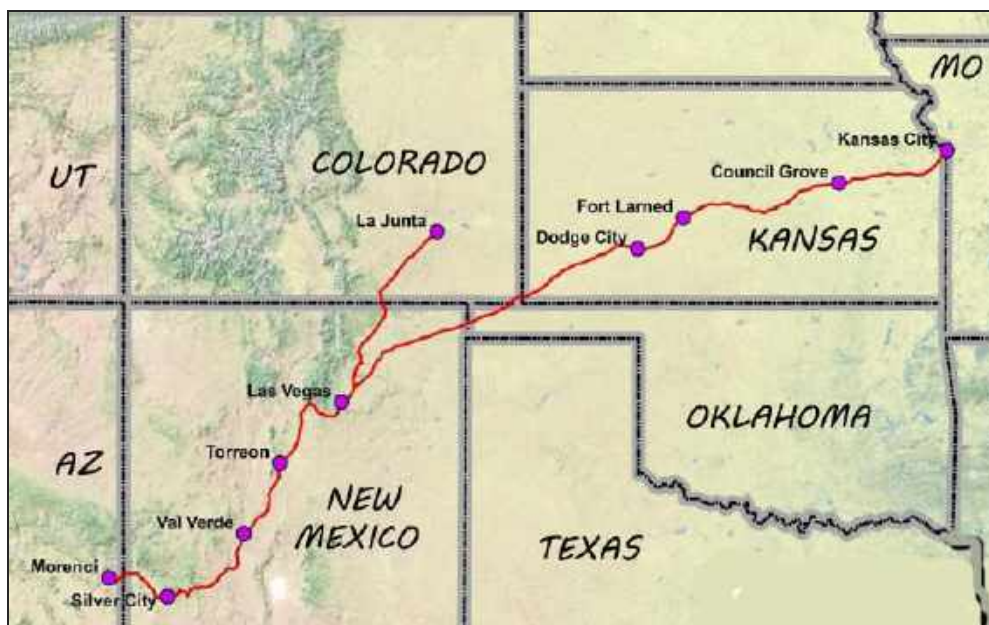 MO
Kansas City
COLORADO
UT
Council Grove
La Junta
Fort Larned
Dodge City
KANSAS
Las Vegas
OKLAHOMA
Torreon
AZ
NEW
MEXICO
Val Verde
TEXAS
Morenci
Silver City